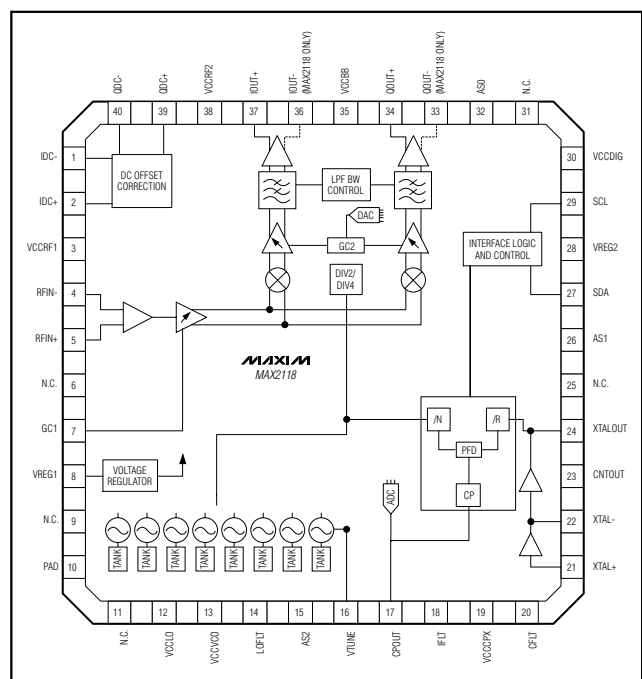 QDC-
QDC+
VCCRF2
IOUT+
IOUT- (MAX2118 ONLY)
VCCBB
QOUT+
QOUT- (MAX2118 ONLY)
AS0
N.C.
40
39
38
37
36
35
34
33
32
31
IDC-
1
IDC+
2
VCCRF1
3
RFIN-
4
RFIN+
5
N.C.
6
GC1
7
VREG1
8
N.C.
9
PAD
10
DC OFFSET
CORRECTION
LPF BW
CONTROL
DAC
GC2
DIV2/
DIV4
INTERFACE LOGIC
AND CONTROL
MAXIM
MAX2118
/N
/R
PFD
CP
ADC
VOLTAGE
REGULATOR
TANK
TANK
TANK
TANK
TANK
TANK
TANK
TANK
30
VCCDIG
29
SCL
28
VREG2
27
SDA
26
AS1
25
N.C.
24
XTALOUT
23
CNTOUT
22
XTAL-
21
XTAL+
11
12
13
14
15
16
17
18
19
20
N.C.
VCCLO
VCCVCO
LOFLT
AS2
VTUNE
CPOUT
IFLT
VCCCPX
CFLT